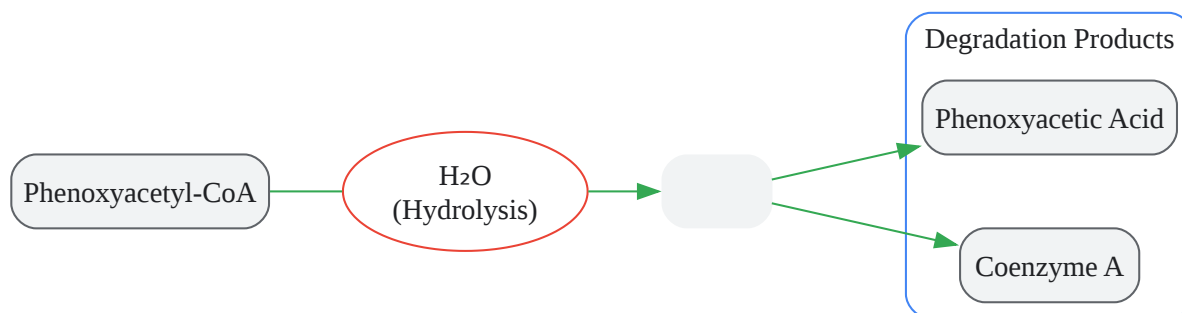 Degradation Products
Phenoxyacetyl-CoA
H₂O
(Hydrolysis)
Phenoxyacetic Acid
Coenzyme A